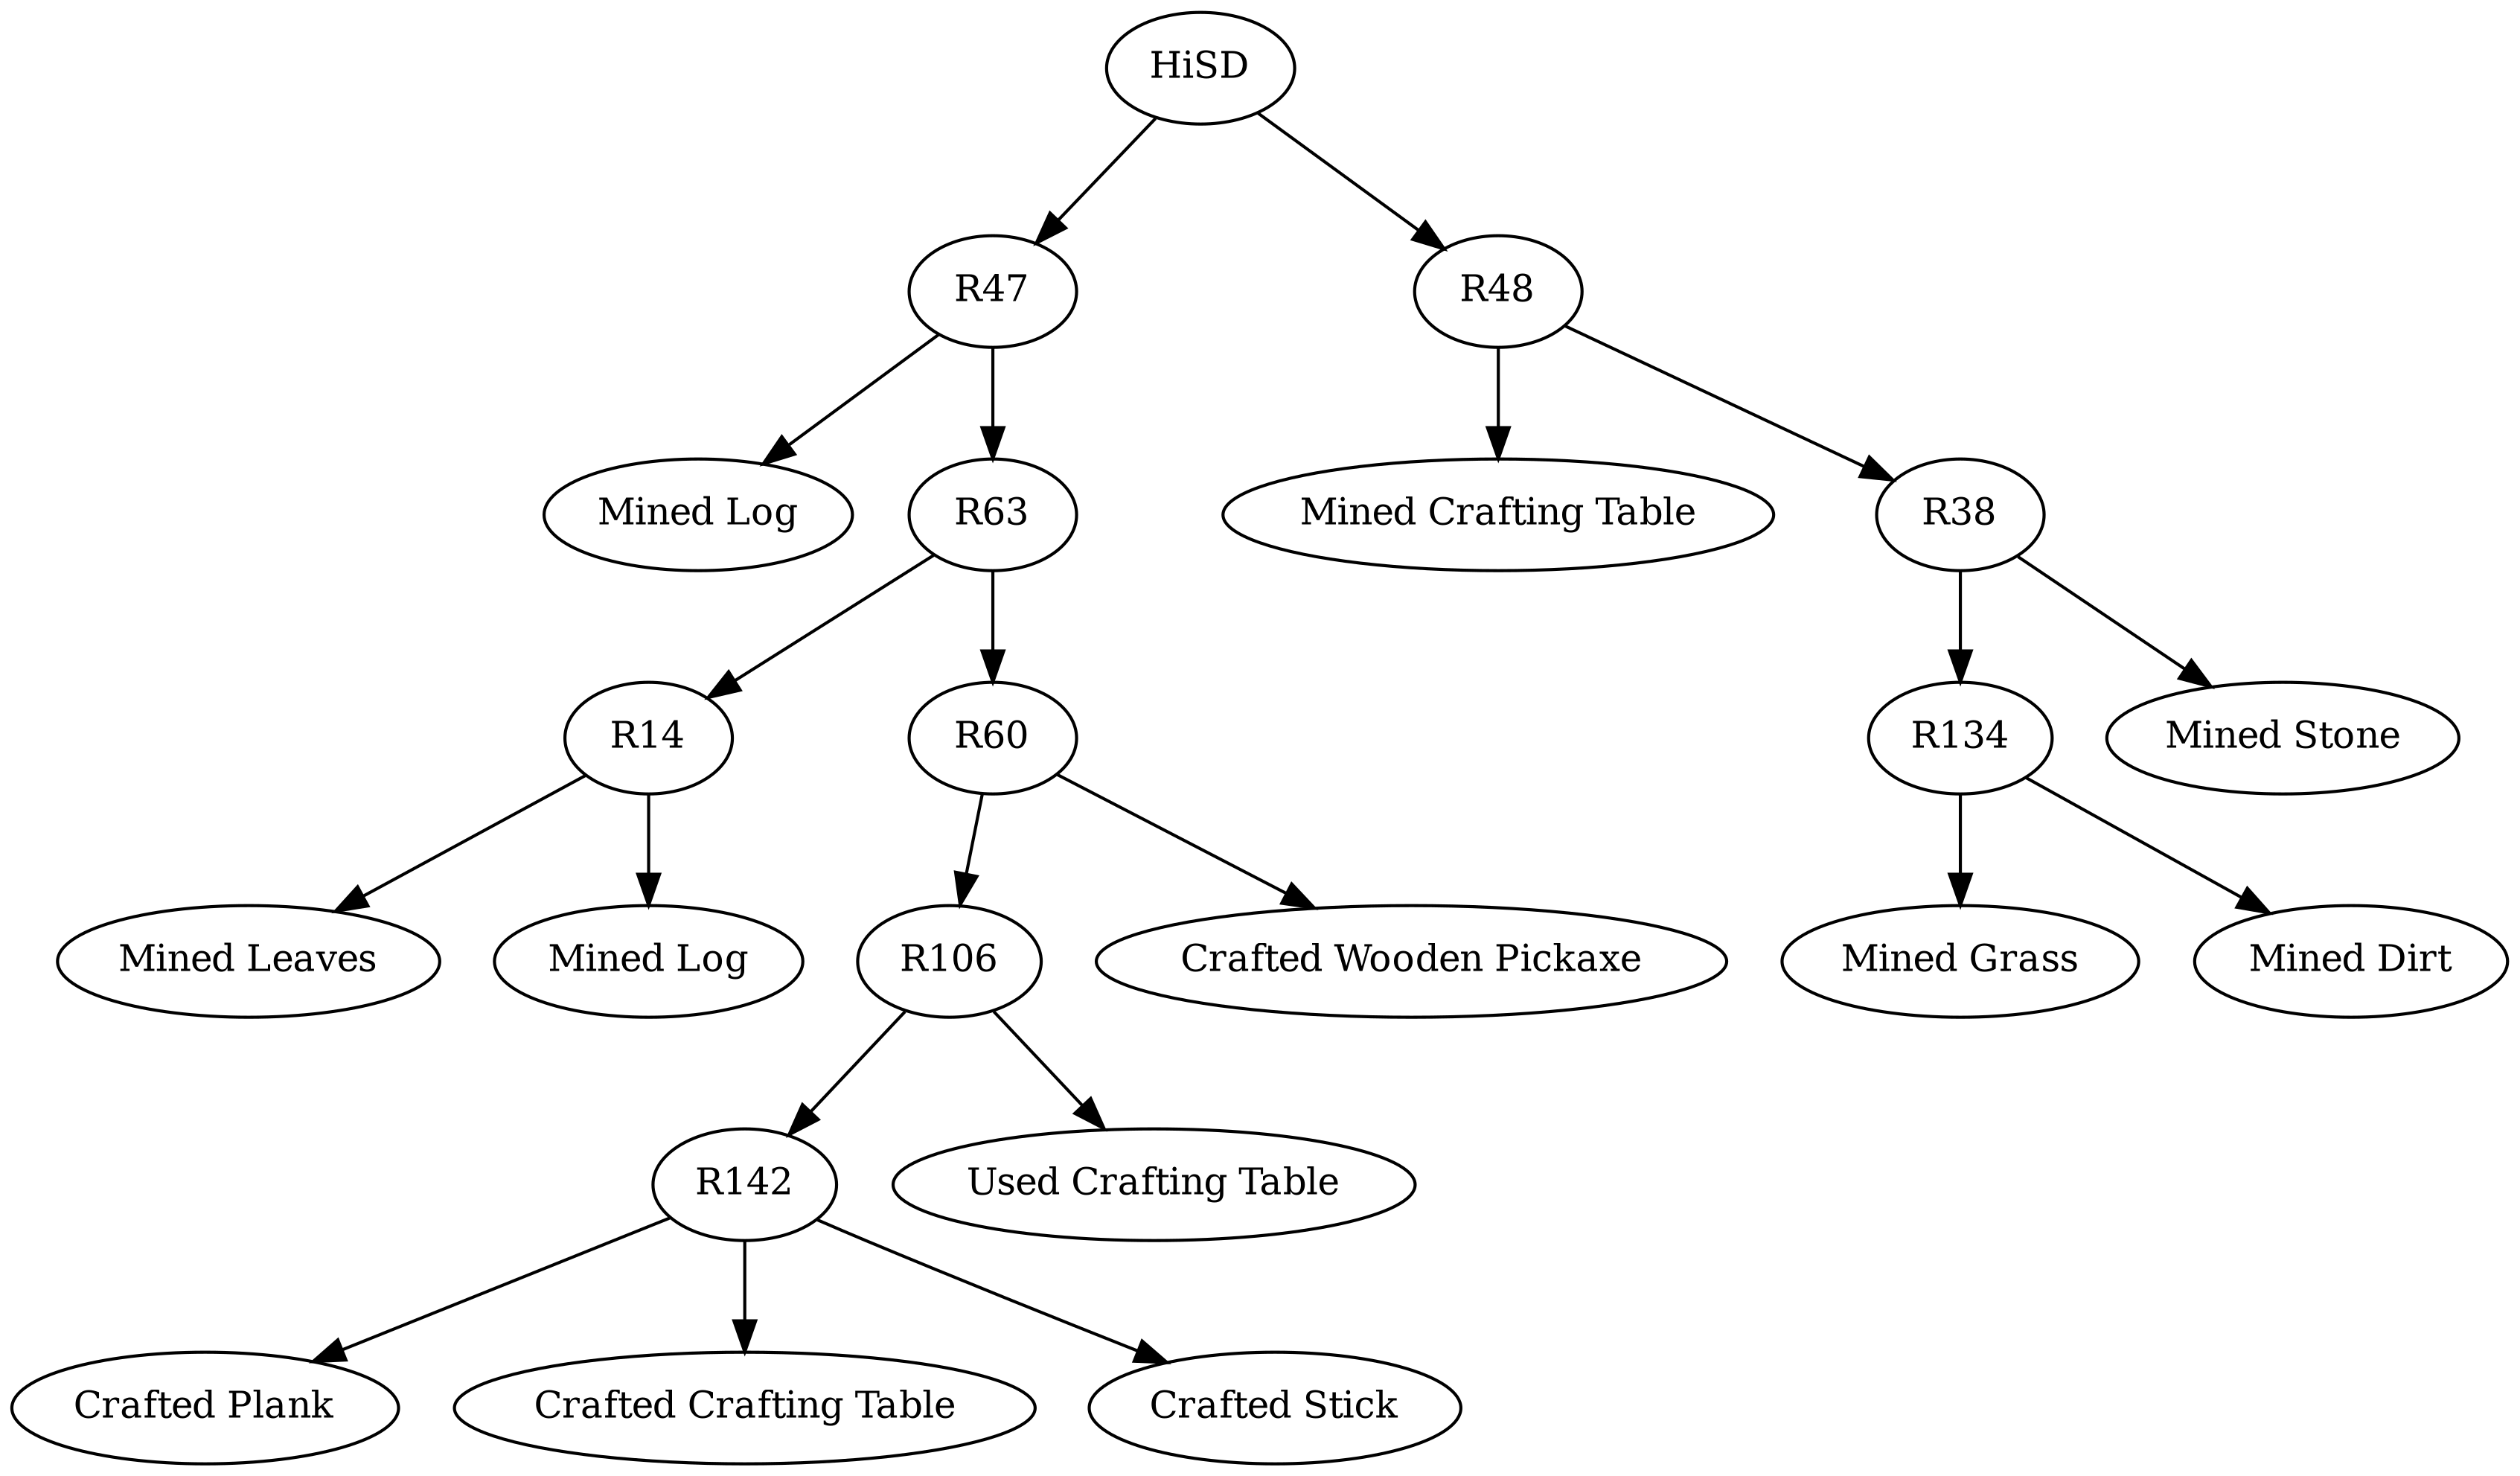 HiSD
R47
R48
Mined Log
R63
Mined Crafting Table
R38
R14
R60
R134
Mined Stone
Mined Leaves
Mined Log
R106
Crafted Wooden Pickaxe
Mined Grass
Mined Dirt
R142
Used Crafting Table
Crafted Plank
Crafted Crafting Table
Crafted Stick